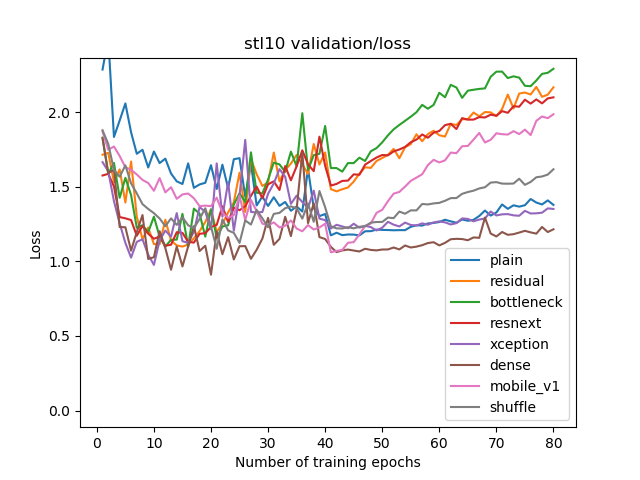 stl10 validation/loss
Loss
2.0
1.5
1.0
0.5
0.0
0 10 20 30 40 50 60 70 80
Number of training epochs
plain
residual
bottleneck
resnext
xception
dense
mobile_v1
shuffle